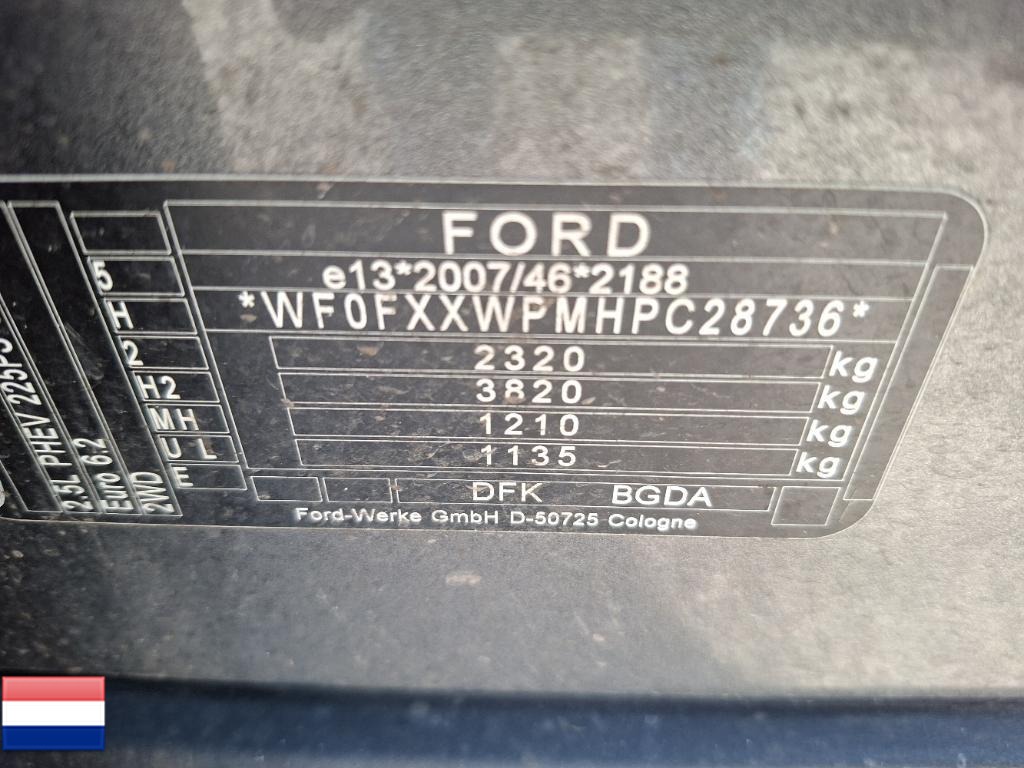 FORD
e13*2007/46*2188
*WF0FXXWPMHPC28736*
2320 kg
3820 kg
1210 kg
1135 kg
DFK BGDA
Ford-Werke GmbH D-50725 Cologne
5
H
2
H2
MH
U L
E
2.5L PHEV 225PS
Euro 6.2
2WD